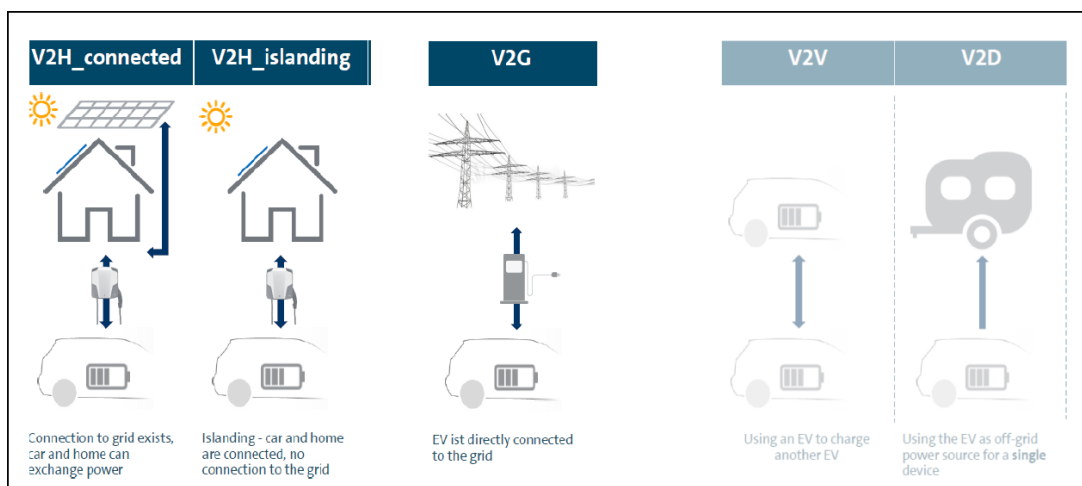 V2H_connected
V2H_islanding
V2G
V2V
V2D
Connection to grid exists,
car and home can
exchange power
Islanding - car and home
are connected, no
connection to the grid
EV ist directly connected
to the grid
Using an EV to charge
another EV
Using the EV as off-grid
power source for a single
device